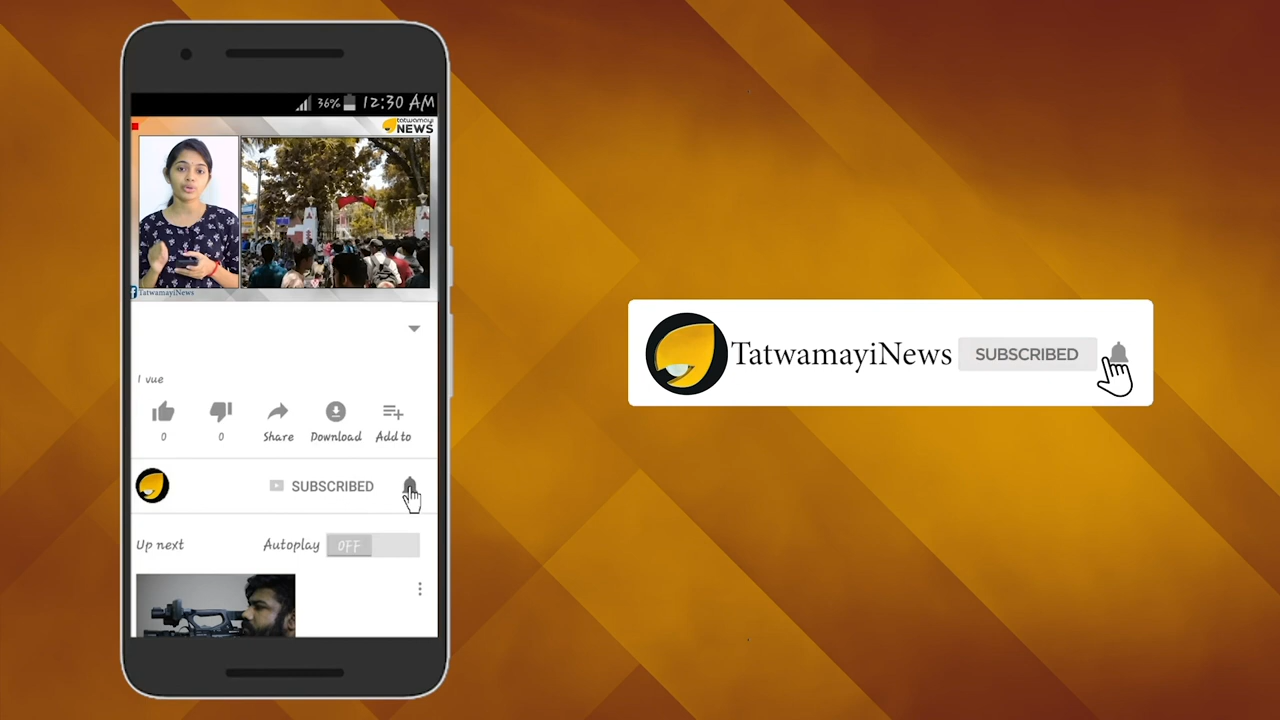 36% 12:30 AM
tatwamayi
NEWS
TatwamayiNews
1 vue
0 0 Share Download Add to
SUBSCRIBED
Up next Autoplay OFF
TatwamayiNews SUBSCRIBED